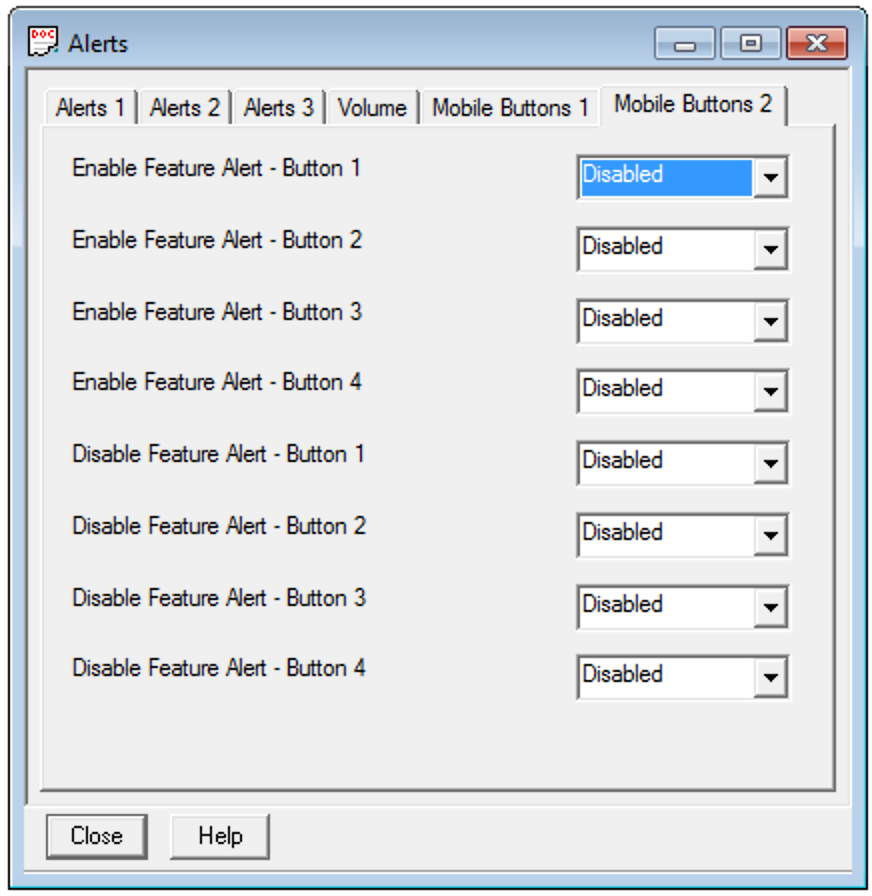 DOC
Alerts
Alerts 1 Alerts 2 Alerts 3 Volume Mobile Buttons 1 Mobile Buttons 2
Enable Feature Alert - Button 1 Disabled
Enable Feature Alert - Button 2 Disabled
Enable Feature Alert - Button 3 Disabled
Enable Feature Alert - Button 4 Disabled
Disable Feature Alert - Button 1 Disabled
Disable Feature Alert - Button 2 Disabled
Disable Feature Alert - Button 3 Disabled
Disable Feature Alert - Button 4 Disabled
Close Help